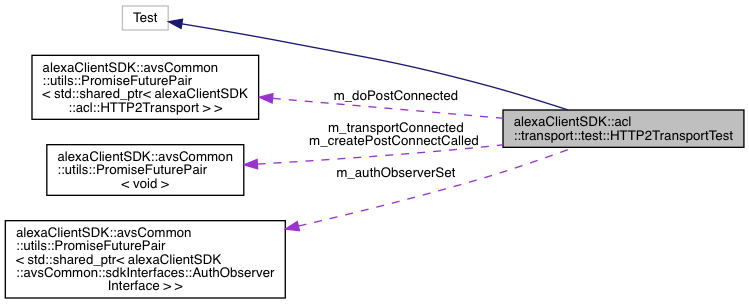 Test
alexaClientSDK::avsCommon
::utils::PromiseFuturePair
< std::shared_ptr< alexaClientSDK
::acl::HTTP2Transport > >
m_doPostConnected
alexaClientSDK::acl
::transport::test::HTTP2TransportTest
m_transportConnected
m_createPostConnectCalled
alexaClientSDK::avsCommon
::utils::PromiseFuturePair
< void >
m_authObserverSet
alexaClientSDK::avsCommon
::utils::PromiseFuturePair
< std::shared_ptr< alexaClientSDK
::avsCommon::sdkInterfaces::AuthObserver
Interface > >